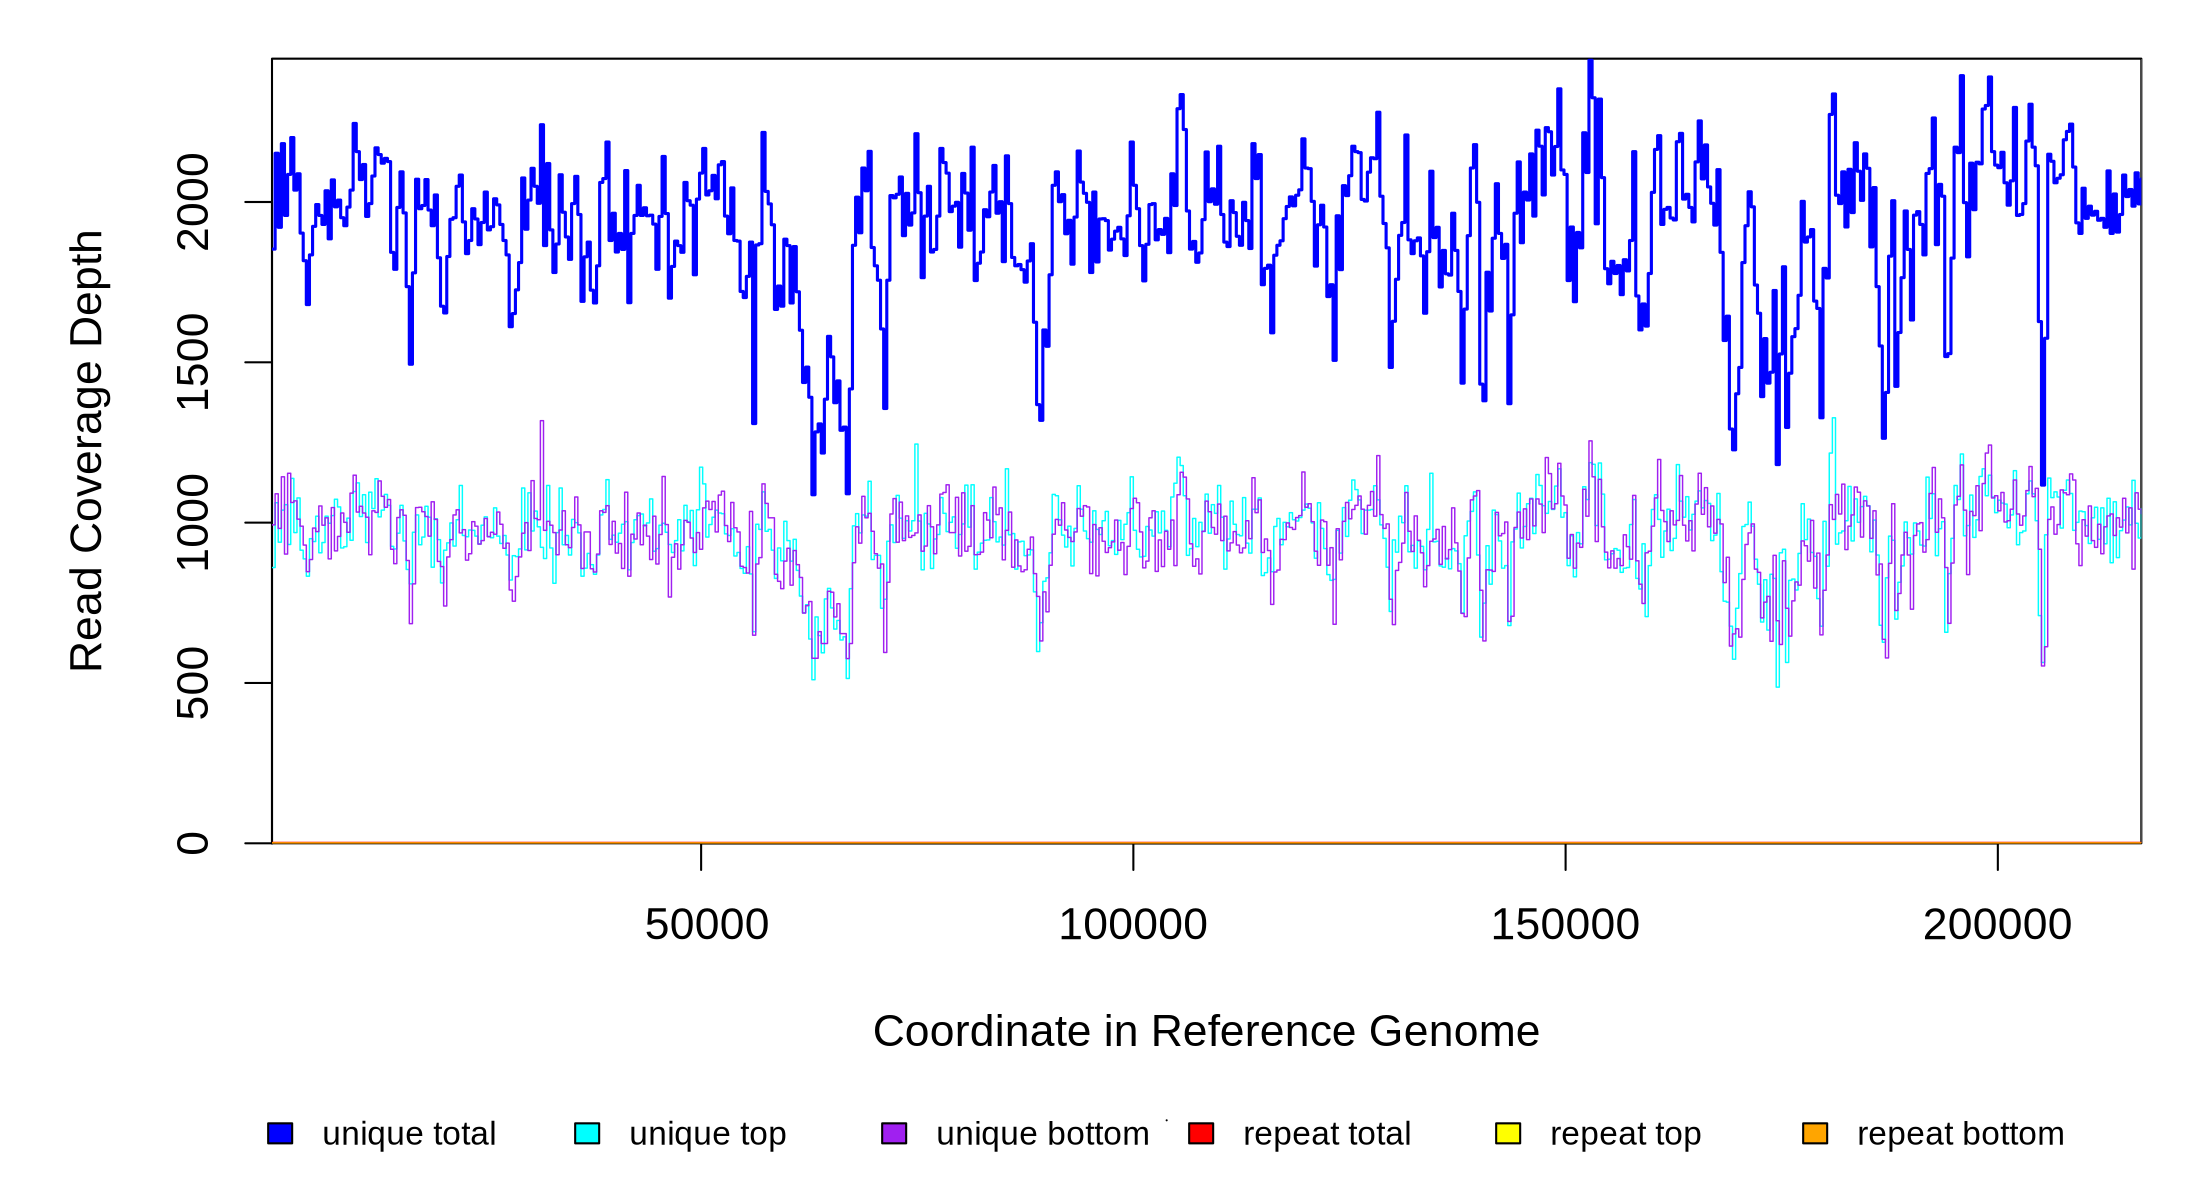 Read Coverage Depth
2000
1500
1000
500
0
50000 100000 150000 200000
Coordinate in Reference Genome
unique total unique top unique bottom repeat total repeat top repeat bottom